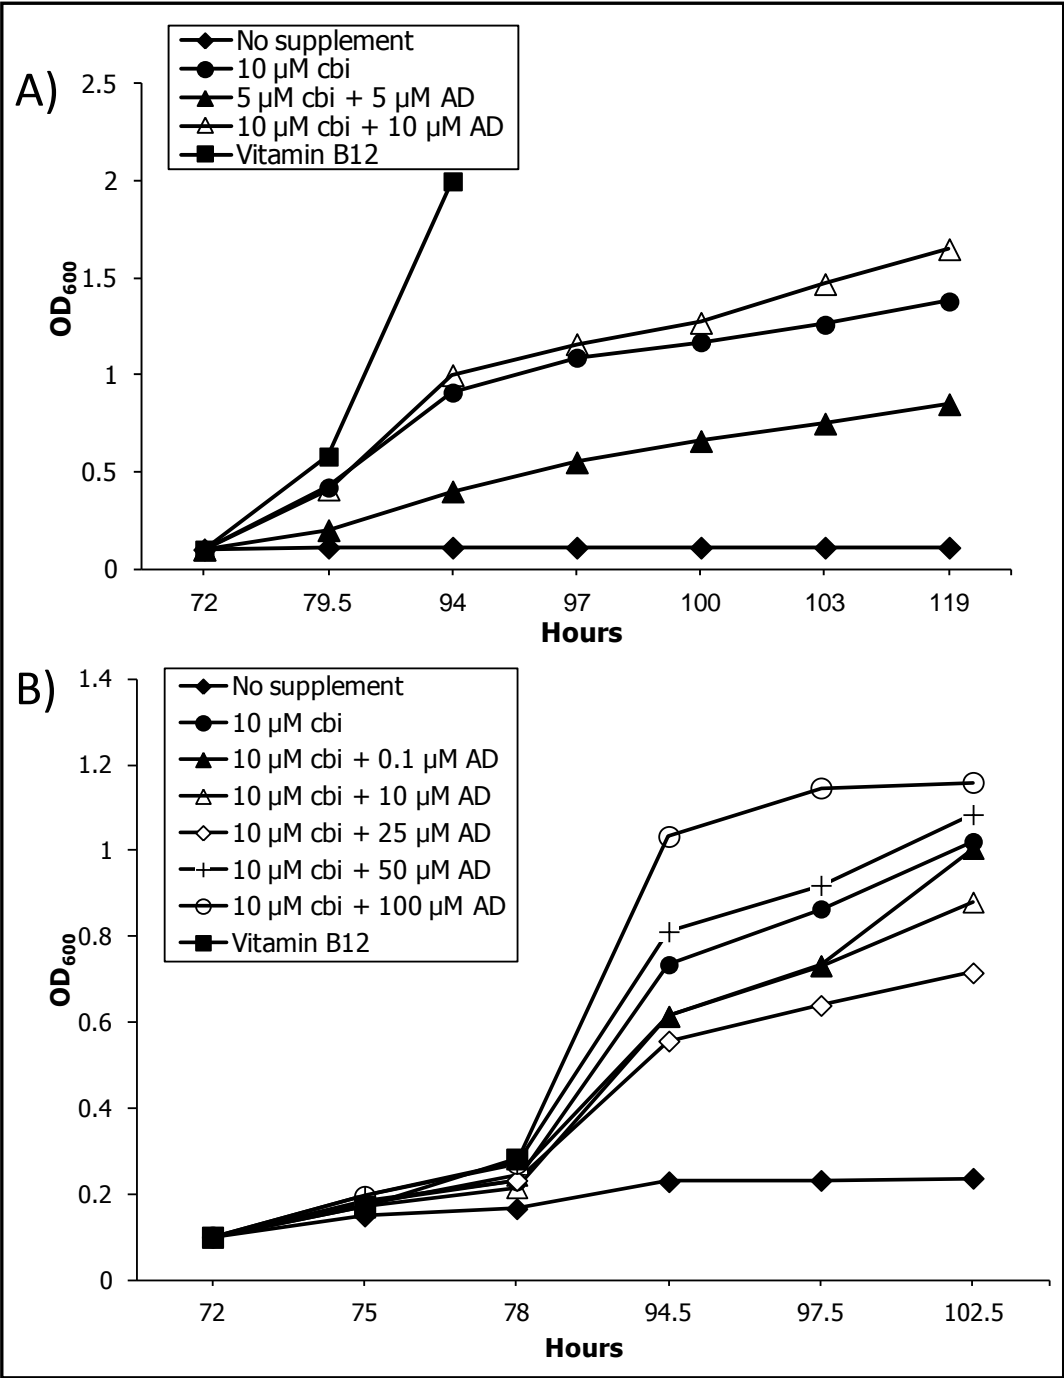 A)
No supplement
10 µM cbi
5 µM cbi + 5 µM AD
10 µM cbi + 10 µM AD
Vitamin B12
2.5
2
1.5
1
0.5
0
OD600
72 79.5 94 97 100 103 119
Hours
B)
No supplement
10 µM cbi
10 µM cbi + 0.1 µM AD
10 µM cbi + 10 µM AD
10 µM cbi + 25 µM AD
10 µM cbi + 50 µM AD
10 µM cbi + 100 µM AD
Vitamin B12
1.4
1.2
1
0.8
0.6
0.4
0.2
0
OD600
72 75 78 94.5 97.5 102.5
Hours